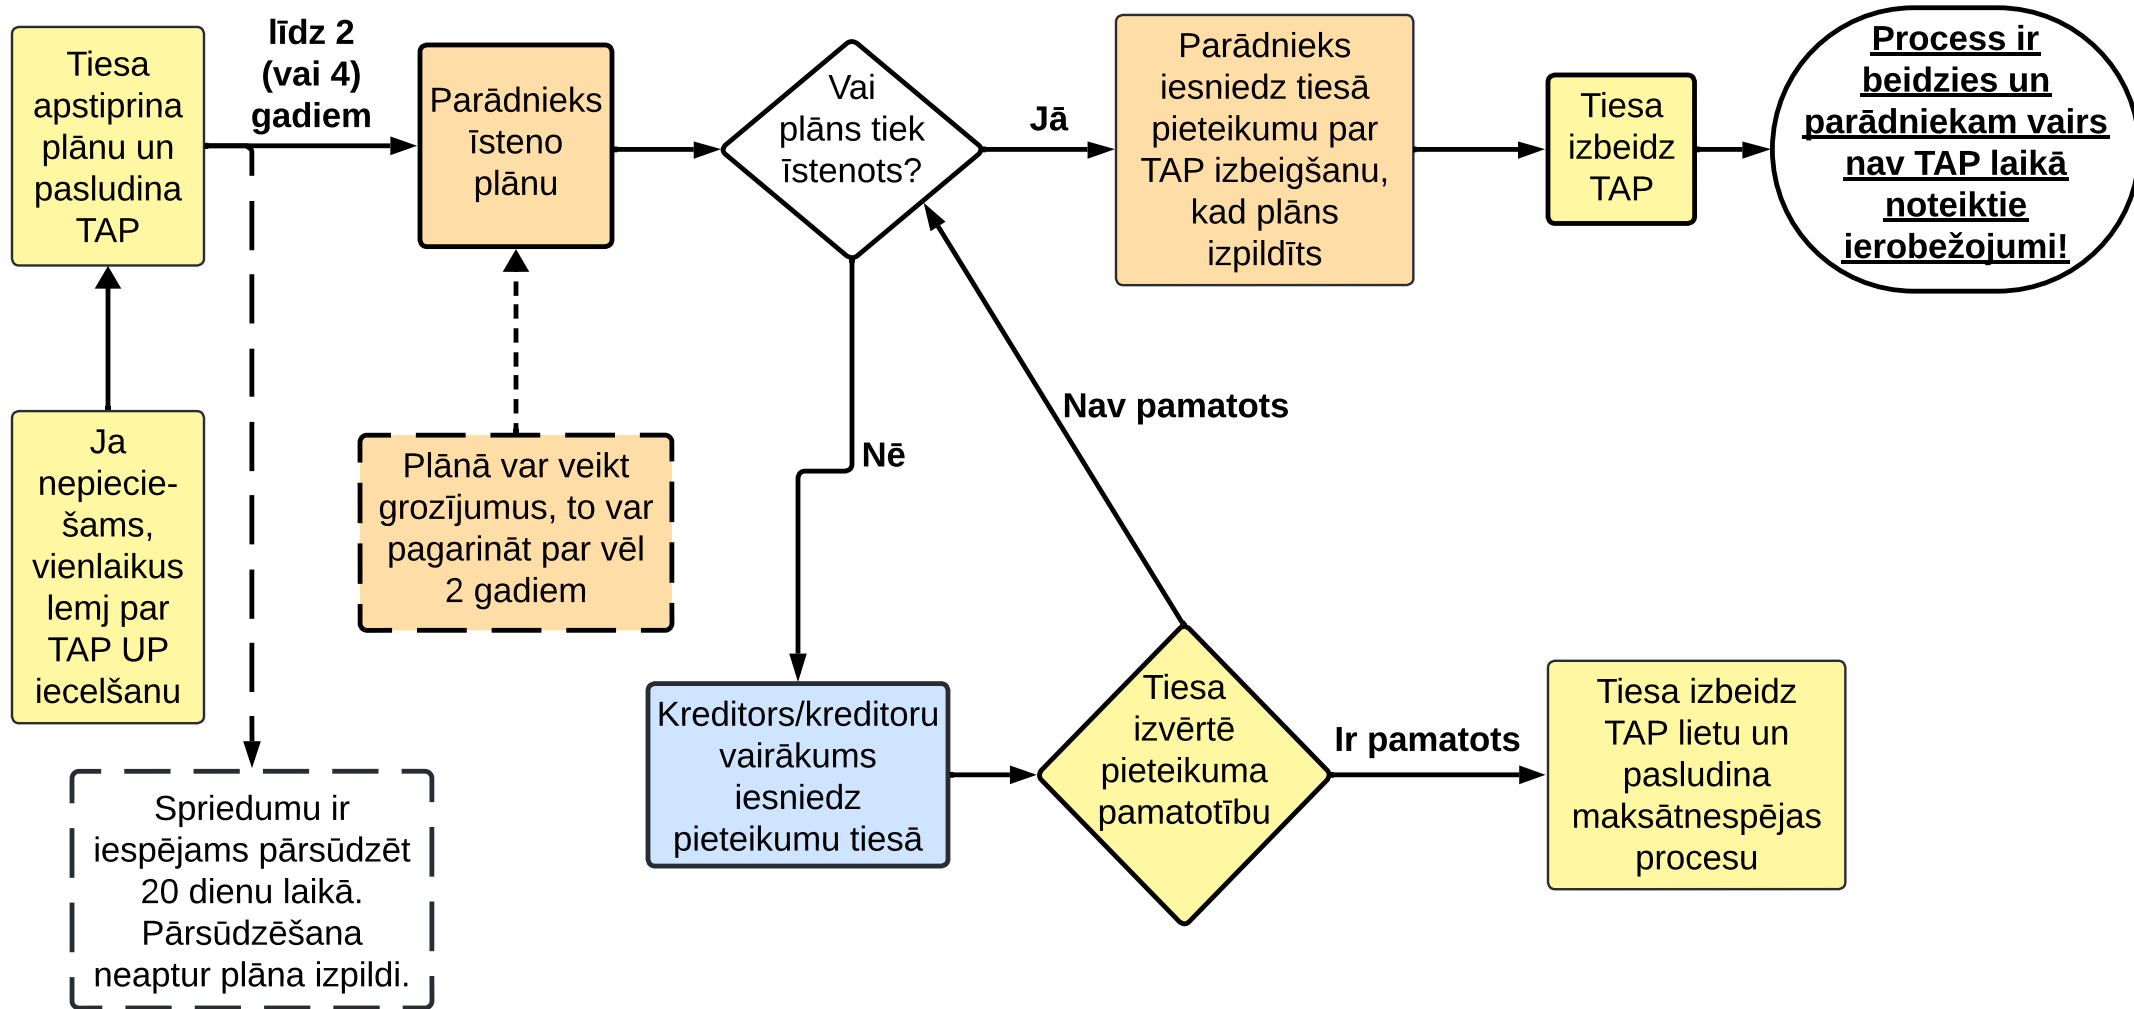 Tiesa
apstiprina
plānu un
pasludina
TAP
līdz 2
(vai 4)
gadiem
Parādnieks
īsteno
plānu
Vai
plāns tiek
īstenots?
Jā
Parādnieks
iesniedz tiesā
pieteikumu par
TAP izbeigšanu,
kad plāns
izpildīts
Tiesa
izbeidz
TAP
Process ir
beidzies un
parādniekam vairs
nav TAP laikā
noteiktie
ierobežojumi!
Ja
nepiecie-
šams,
vienlaikus
lemj par
TAP UP
iecelšanu
Plānā var veikt
grozījumus, to var
pagarināt par vēl
2 gadiem
Nē
Nav pamatots
Kreditors/kreditoru
vairākums
iesniedz
pieteikumu tiesā
Tiesa
izvērtē
pieteikuma
pamatotību
Ir pamatots
Tiesa izbeidz
TAP lietu un
pasludina
maksātnespējas
procesu
Spriedumu ir
iespējams pārsūdzēt
20 dienu laikā.
Pārsūdzēšana
neaptur plāna izpildi.